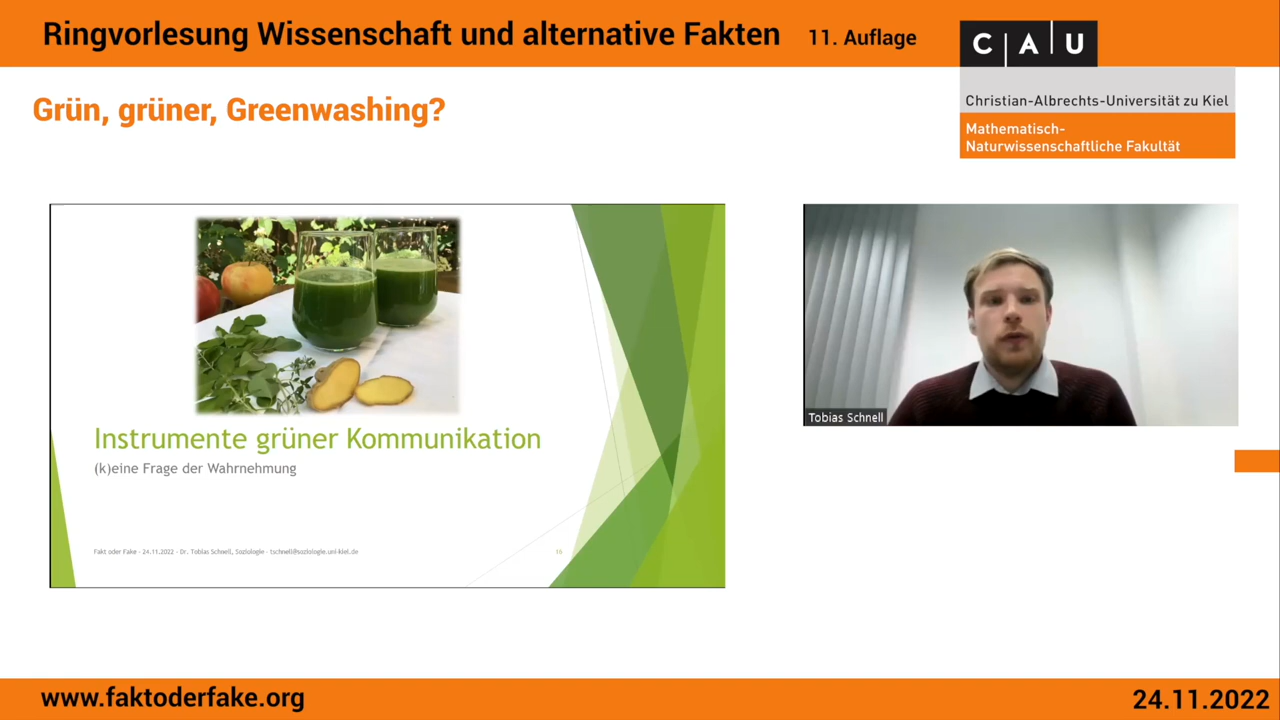 Ringvorlesung Wissenschaft und alternative Fakten 11. Auflage
C A U
Christian-Albrechts-Universität zu Kiel
Mathematisch-
Naturwissenschaftliche Fakultät
Grün, grüner, Greenwashing?
Instrumente grüner Kommunikation
(k)eine Frage der Wahrnehmung
Fakt oder Fake - 24.11.2022 - Dr. Tobias Schnell, Soziologie - tschnell@soziologie.uni-kiel.de
16
Tobias Schnell
www.faktoderfake.org
24.11.2022